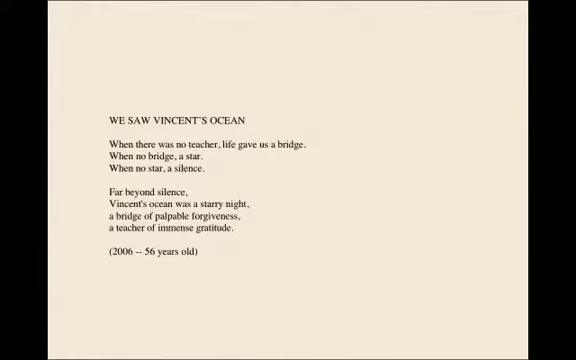 WE SAW VINCENT'S OCEAN
When there was no teacher, life gave us a bridge.
When no bridge, a star.
When no star, a silence.
Far beyond silence,
Vincent's ocean was a starry night,
a bridge of palpable forgiveness,
a teacher of immense gratitude.
(2006 -- 56 years old)